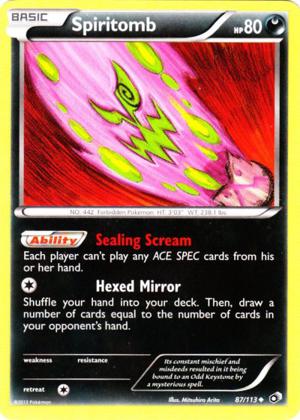 BASIC
Spiritomb HP80
NO. 442 Forbidden Pokémon HT: 3'03" WT: 238.1 lbs
Ability Sealing Scream
Each player can't play any ACE SPEC cards from his
or her hand.
Hexed Mirror
Shuffle your hand into your deck. Then, draw a
number of cards equal to the number of cards in
your opponent's hand.
weakness resistance
retreat
Its constant mischief and
misdeeds resulted in it being
bound to an Odd Keystone by
a mysterious spell.
©2013 Pokémon Illus. Mitsuhiro Arita 87/113